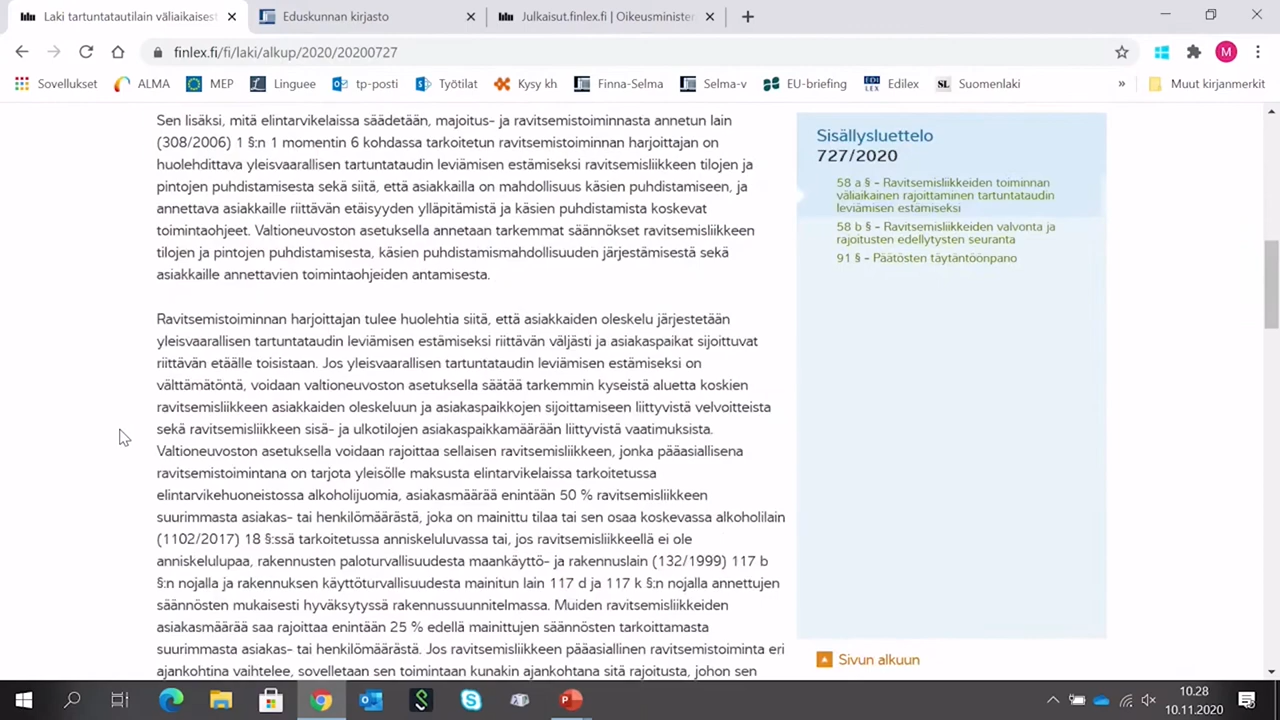 Laki tartuntatautilain väliaikaisest
Eduskunnan kirjasto
Julkaisut.finlex.fi | Oikeusminister
finlex.fi/fi/laki/alkup/2020/20200727
M
Sovellukset
ALMA
MEP
Linguee
tp-posti
Työtilat
Kysy kh
Finna-Selma
Selma-v
EU-briefing
Edilex
SL Suomenlaki
»
Muut kirjanmerkit
Sen lisäksi, mitä elintarvikelaissa säädetään, majoitus- ja ravitsemistoiminnasta annetun lain
(308/2006) 1 §:n 1 momentin 6 kohdassa tarkoitetun ravitsemistoiminnan harjoittajan on
huolehdittava yleisvaarallisen tartuntataudin leviämisen estämiseksi ravitsemisliikkeen tilojen ja
pintojen puhdistamisesta sekä siitä, että asiakkailla on mahdollisuus käsien puhdistamiseen, ja
annettava asiakkaille riittävän etäisyyden ylläpitämistä ja käsien puhdistamista koskevat
toimintaohjeet. Valtioneuvoston asetuksella annetaan tarkemmat säännökset ravitsemisliikkeen
tilojen ja pintojen puhdistamisesta, käsien puhdistamismahdollisuuden järjestämisestä sekä
asiakkaille annettavien toimintaohjeiden antamisesta.
Ravitsemistoiminnan harjoittajan tulee huolehtia siitä, että asiakkaiden oleskelu järjestetään
yleisvaarallisen tartuntataudin leviämisen estämiseksi riittävän väljästi ja asiakaspaikat sijoittuvat
riittävän etäälle toisistaan. Jos yleisvaarallisen tartuntataudin leviämisen estämiseksi on
välttämätöntä, voidaan valtioneuvoston asetuksella säätää tarkemmin kyseistä aluetta koskien
ravitsemisliikkeen asiakkaiden oleskeluun ja asiakaspaikkojen sijoittamiseen liittyvistä velvoitteista
sekä ravitsemisliikkeen sisä- ja ulkotilojen asiakaspaikkamäärään liittyvistä vaatimuksista.
Valtioneuvoston asetuksella voidaan rajoittaa sellaisen ravitsemisliikkeen, jonka pääasiallisena
ravitsemistoimintana on tarjota yleisölle maksusta elintarvikelaissa tarkoitetussa
elintarvikehuoneistossa alkoholijuomia, asiakasmäärää enintään 50 % ravitsemisliikkeen
suurimmasta asiakas- tai henkilömäärästä, joka on mainittu tilaa tai sen osaa koskevassa alkoholilain
(1102/2017) 18 §:ssä tarkoitetussa anniskeluluvassa tai, jos ravitsemisliikkeellä ei ole
anniskelulupaa, rakennusten paloturvallisuudesta maankäyttö- ja rakennuslain (132/1999) 117 b
§:n nojalla ja rakennuksen käyttöturvallisuudesta mainitun lain 117 d ja 117 k §:n nojalla annettujen
säännösten mukaisesti hyväksytyssä rakennussuunnitelmassa. Muiden ravitsemisliikkeiden
asiakasmäärää saa rajoittaa enintään 25 % edellä mainittujen säännösten tarkoittamasta
suurimmasta asiakas- tai henkilömäärästä. Jos ravitsemisliikkeen pääasiallinen ravitsemistoiminta eri
ajankohtina vaihtelee, sovelletaan sen toimintaan kunakin ajankohtana sitä rajoitusta, johon sen
Sisällysluettelo
727/2020
58 a § – Ravitsemisliikkeiden toiminnan
väliaikainen rajoittaminen tartuntataudin
leviämisen estämiseksi
58 b § – Ravitsemisliikkeiden valvonta ja
rajoitusten edellytysten seuranta
91 § – Päätösten täytäntöönpano
Sivun alkuun
10.28
10.11.2020